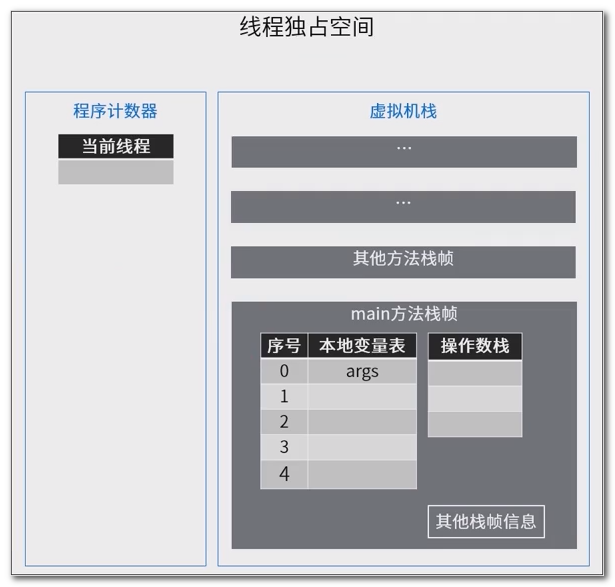 线程独占空间
程序计数器
当前线程
虚拟机栈
...
...
其他方法栈帧
main方法栈帧
序号 本地变量表
0 args
1
2
3
4
操作数栈
其他栈帧信息